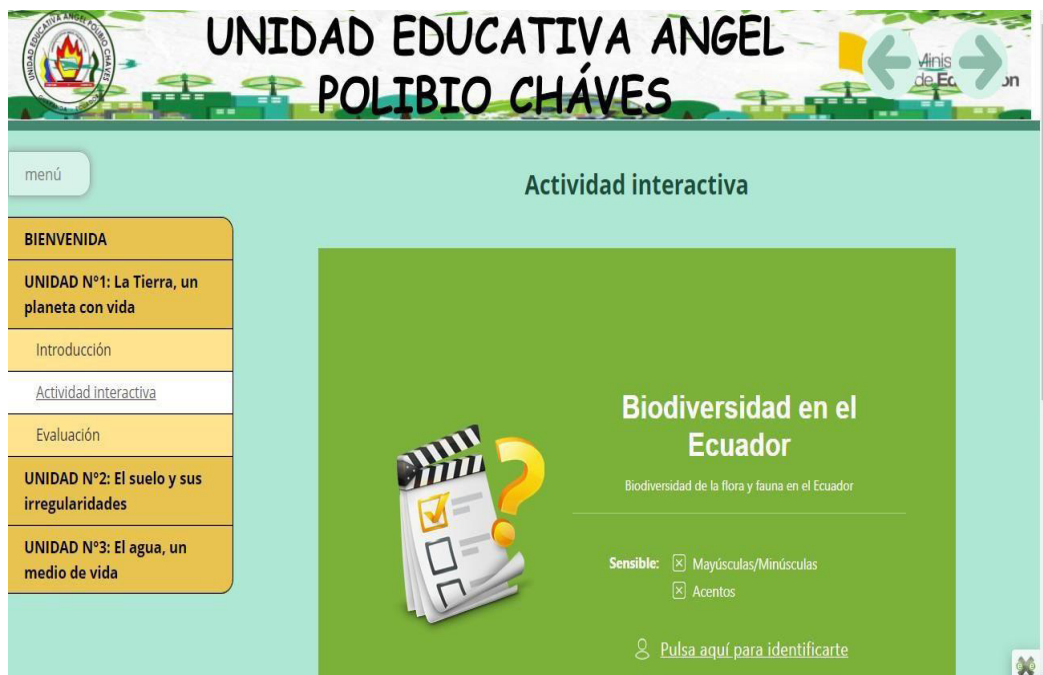 UNIDAD EDUCATIVA ANGEL
POLIBIO CHÁVES
menú
Actividad interactiva
BIENVENIDA
UNIDAD N°1: La Tierra, un
planeta con vida
Introducción
Actividad interactiva
Evaluación
UNIDAD N°2: El suelo y sus
irregularidades
UNIDAD N°3: El agua, un
medio de vida
Biodiversidad en el
Ecuador
Biodiversidad de la flora y fauna en el Ecuador
Sensible: Mayúsculas/Minúsculas
Acentos
Pulsa aquí para identificarte